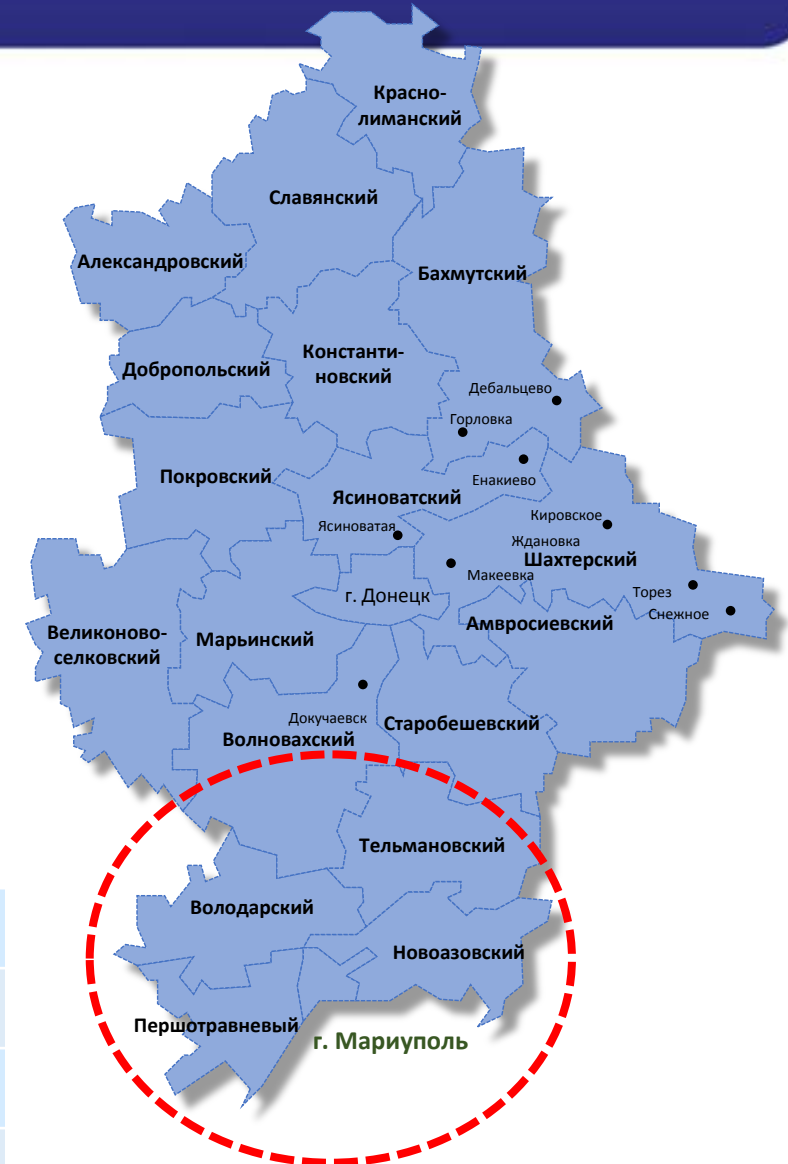 Красно-
лиманский
Славянский
Александровский
Бахмутский
Константи-
новский
Добропольский
Дебальцево
Горловка
Покровский
Енакиево
Ясиноватский
Кировское
Ясиноватая
Ждановка
Шахтерский
Макеевка
Торез
г. Донецк
Снежное
Амвросиевский
Великоново-
селковский
Марьинский
Докучаевск
Старобешевский
Волновахский
Тельмановский
Володарский
Новоазовский
Першотравневый
г. Мариуполь